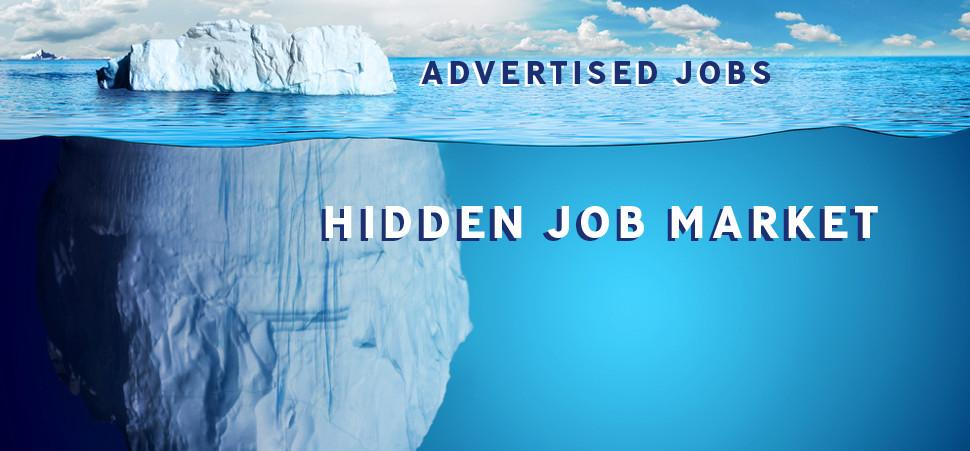 ADVERTISED JOBS
HIDDEN JOB MARKET